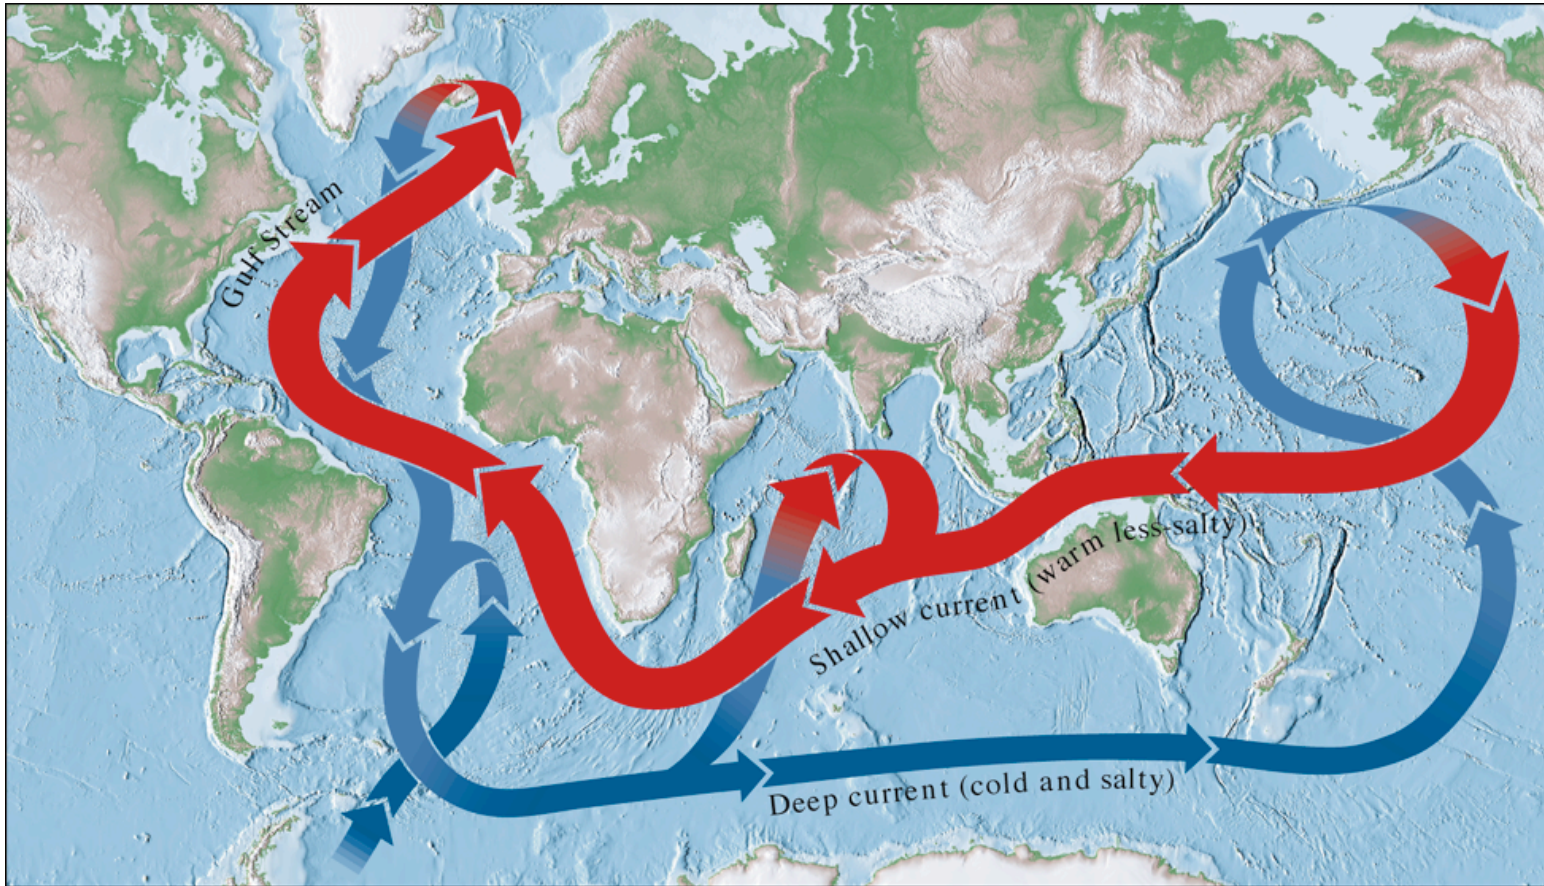 Gulf Stream
Shallow current (warm less-salty)
Deep current (cold and salty)